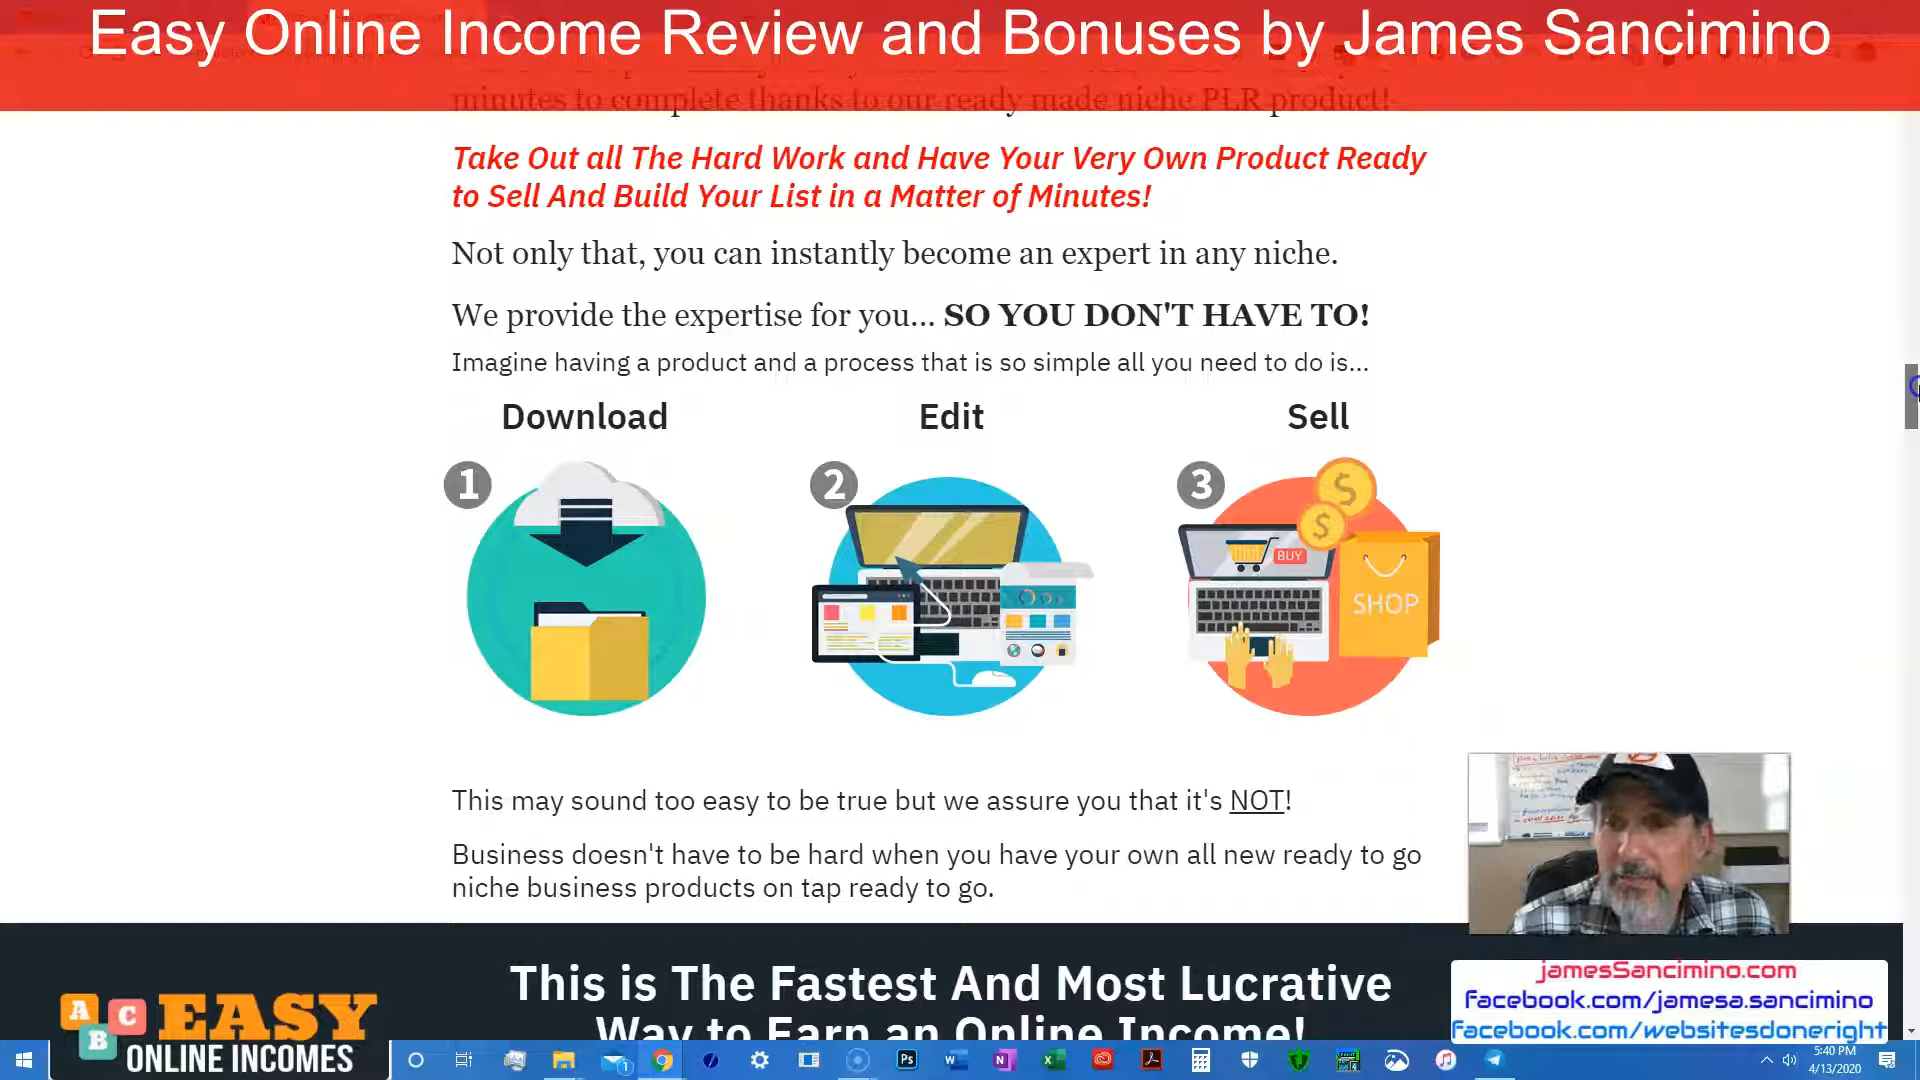 Easy Online Income Review and Bonuses by James Sancimino
minutes to complete thanks to our ready made niche PLR product!
Take Out all The Hard Work and Have Your Very Own Product Ready
to Sell And Build Your List in a Matter of Minutes!
Not only that, you can instantly become an expert in any niche.
We provide the expertise for you... SO YOU DON'T HAVE TO!
Imagine having a product and a process that is so simple all you need to do is...
Download
Edit
Sell
1
2
3
BUY
SHOP
This may sound too easy to be true but we assure you that it's NOT!
Business doesn't have to be hard when you have your own all new ready to go
niche business products on tap ready to go.
This is The Fastest And Most Lucrative
Way to Earn an Online Income!
jamesSancimino.com
facebook.com/jamesa.sancimino
facebook.com/websitesdoneright
A B C EASY
ONLINE INCOMES
5:40 PM
4/13/2020